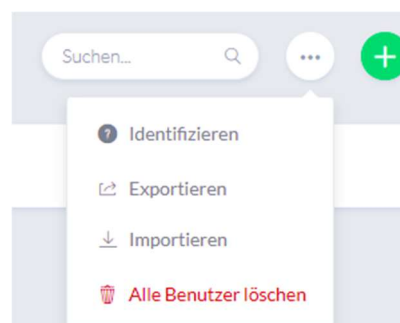 Suchen...
Identifizieren
Exportieren
Importieren
Alle Benutzer löschen